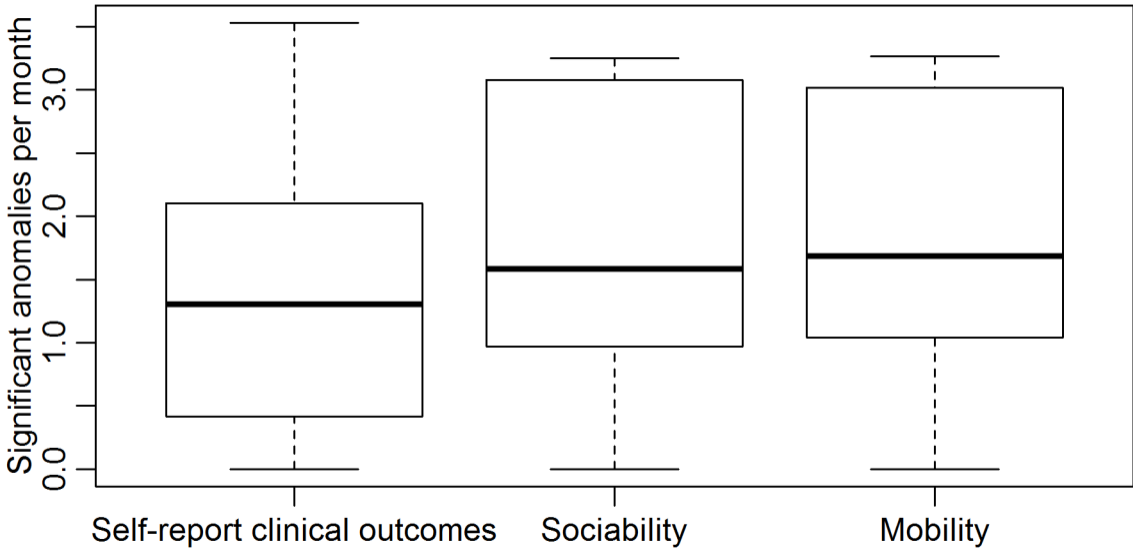 Significant anomalies per month
3.0
2.0
1.0
0.0
Self-report clinical outcomes
Sociability
Mobility